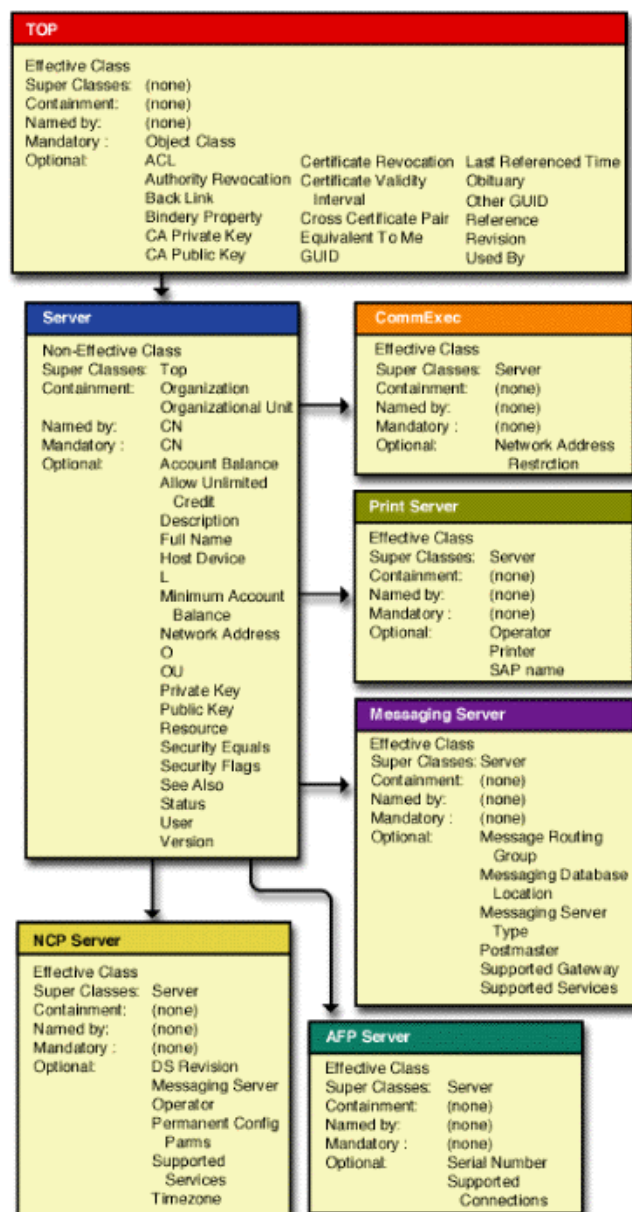 TOP
Effective Class
Super Classes: (none)
Containment: (none)
Named by: (none)
Mandatory : Object Class
Optional: ACL
Authority Revocation
Back Link
Bindery Property
CA Private Key
CA Public Key
Certificate Revocation
Certificate Validity
Interval
Cross Certificate Pair
Equivalent To Me
GUID
Last Referenced Time
Obituary
Other GUID
Reference
Revision
Used By
Server
Non-Effective Class
Super Classes: Top
Containment: Organization
Organizational Unit
Named by: CN
Mandatory : CN
Optional: Account Balance
Allow Unlimited
Credit
Description
Full Name
Host Device
L
Minimum Account
Balance
Network Address
O
OU
Private Key
Public Key
Resource
Security Equals
Security Flags
See Also
Status
User
Version
CommExec
Effective Class
Super Classes: Server
Containment: (none)
Named by: (none)
Mandatory : (none)
Optional: Network Address
Restrction
Print Server
Effective Class
Super Classes: Server
Containment: (none)
Named by: (none)
Mandatory : (none)
Optional: Operator
Printer
SAP name
Messaging Server
Effective Class
Super Classes: Server
Containment: (none)
Named by: (none)
Mandatory : (none)
Optional: Message Routing
Group
Messaging Database
Location
Messaging Server
Type
Postmaster
Supported Gateway
Supported Services
NCP Server
Effective Class
Super Classes: Server
Containment: (none)
Named by: (none)
Mandatory : (none)
Optional: DS Revision
Messaging Server
Operator
Permanent Config
Parms
Supported
Services
Timezone
AFP Server
Effective Class
Super Classes: Server
Containment: (none)
Named by: (none)
Mandatory : (none)
Optional: Serial Number
Supported
Connections